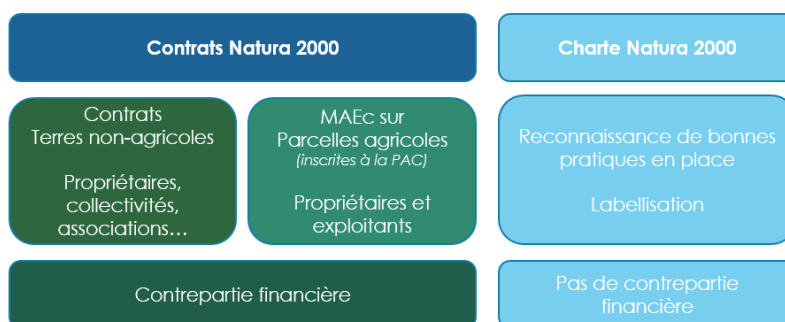 Contrats Natura 2000
Charte Natura 2000
Contrats
Terres non-agricoles
Propriétaires,
collectivités,
associations…
MAEc sur
Parcelles agricoles
(inscrites à la PAC)
Propriétaires et
exploitants
Reconnaissance de bonnes
pratiques en place
Labellisation
Contrepartie financière
Pas de contrepartie
financière